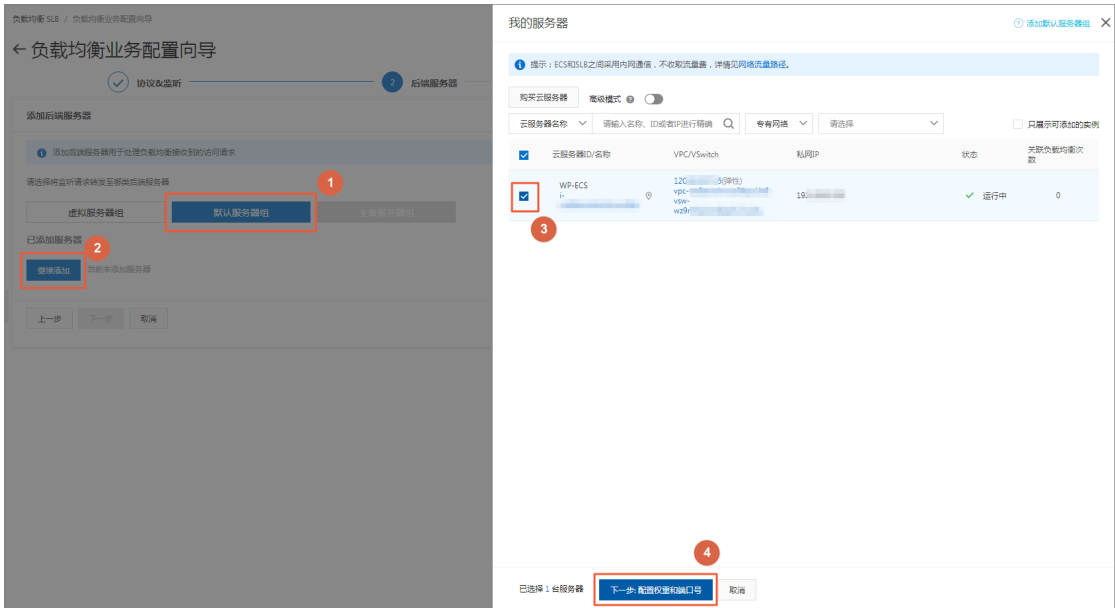 负载均衡 SLB / 负载均衡业务配置向导
← 负载均衡业务配置向导
协议&监听
2 后端服务器
添加后端服务器
添加后端服务器用于处理负载均衡接收到的访问请求
请选择将监听请求转发至哪类后端服务器
1
虚拟服务器组 默认服务器组 主备服务器组
已添加服务器
2
继续添加 当前未添加服务器
上一步 下一步 取消
我的服务器
添加默认服务器组
提示：ECS和SLB之间采用内网通信，不收取流量费，详情见网络流量路径。
购买云服务器 高级模式
云服务器名称 请输入名称、ID或者IP进行精确 专有网络 请选择 只展示可添加的实例
云服务器ID/名称 VPC/VSwitch 私网IP 状态 关联负载均衡次数
WP-ECS
i-
120 5(弹性)
vpc-
vsw-
wz9r
19
运行中
0
3
4
已选择 1 台服务器 下一步: 配置权重和端口号 取消